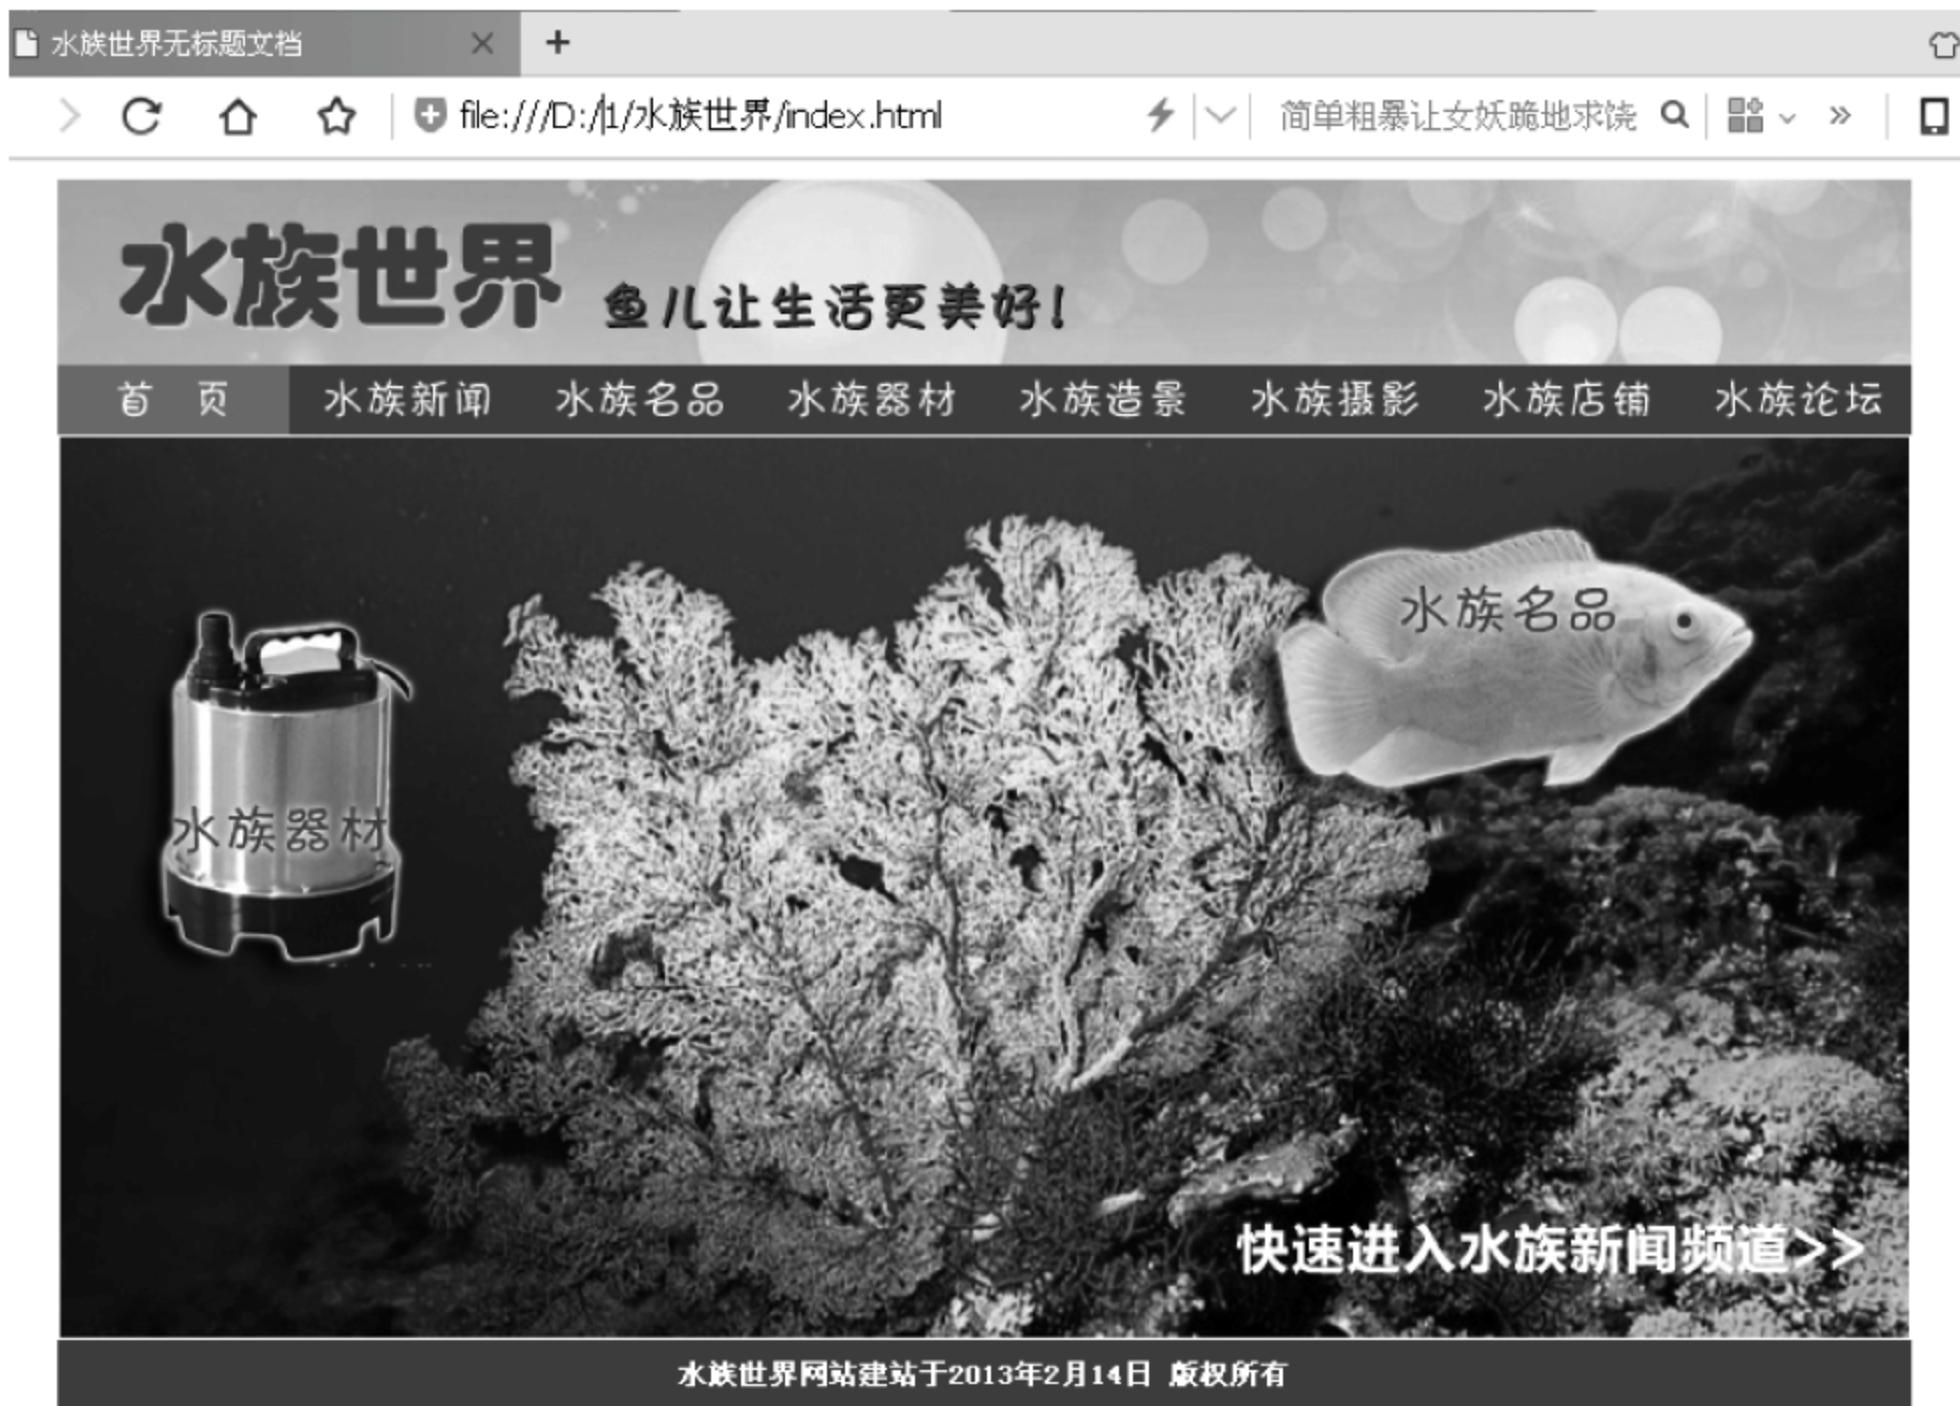 水族世界无标题文档
file:///D:/1/水族世界/index.html
简单粗暴让女妖跪地求饶
水族世界
鱼儿让生活更美好!
首 页 水族新闻 水族名品 水族器材 水族造景 水族摄影 水族店铺 水族论坛
水族名品
水族器材
快速进入水族新闻频道>>
水族世界网站建站于2013年2月14日 版权所有